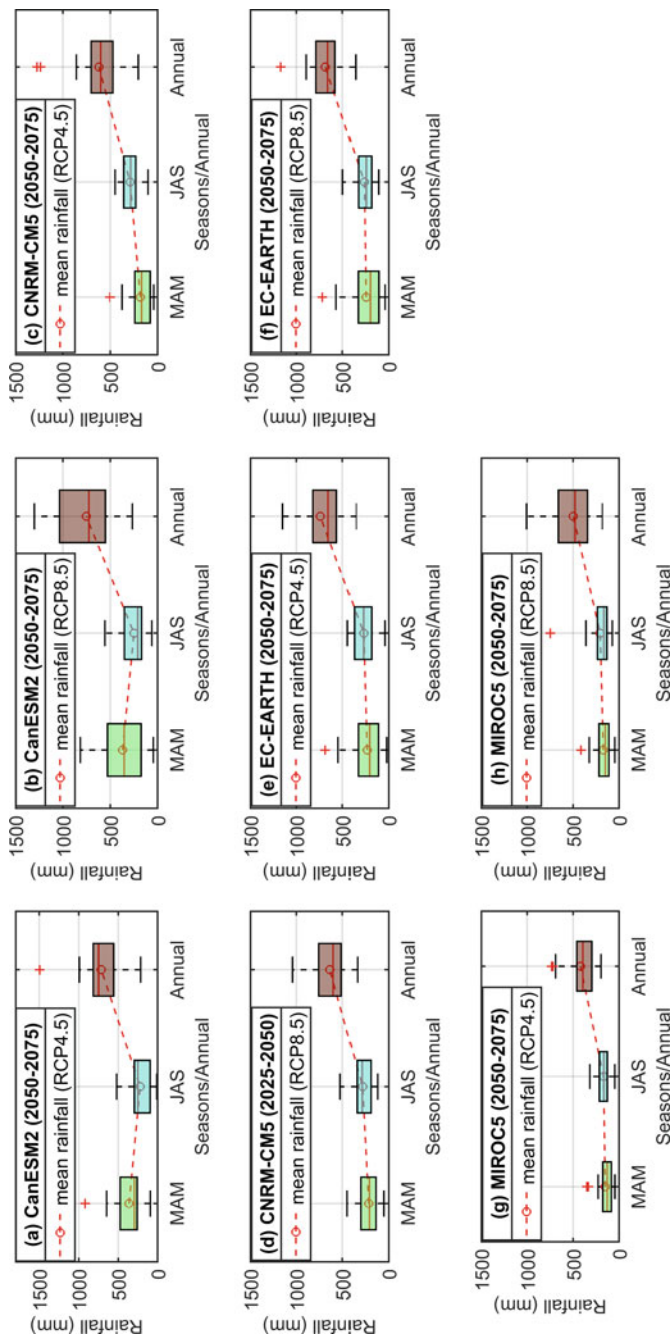 (a) CanESM2 (2050-2075)
mean rainfall (RCP4.5)
Rainfall (mm)
1500
1000
500
0
MAM
JAS
Annual
Seasons/Annual
(b) CanESM2 (2050-2075)
mean rainfall (RCP8.5)
Rainfall (mm)
1500
1000
500
0
MAM
JAS
Annual
Seasons/Annual
(c) CNRM-CM5 (2050-2075)
mean rainfall (RCP4.5)
Rainfall (mm)
1500
1000
500
0
MAM
JAS
Annual
Seasons/Annual
(d) CNRM-CM5 (2025-2050)
mean rainfall (RCP8.5)
Rainfall (mm)
1500
1000
500
0
MAM
JAS
Annual
Seasons/Annual
(e) EC-EARTH (2050-2075)
mean rainfall (RCP4.5)
Rainfall (mm)
1500
1000
500
0
MAM
JAS
Annual
Seasons/Annual
(f) EC-EARTH (2050-2075)
mean rainfall (RCP8.5)
Rainfall (mm)
1500
1000
500
0
MAM
JAS
Annual
Seasons/Annual
(g) MIROC5 (2050-2075)
mean rainfall (RCP4.5)
Rainfall (mm)
1500
1000
500
0
MAM
JAS
Annual
Seasons/Annual
(h) MIROC5 (2050-2075)
mean rainfall (RCP8.5)
Rainfall (mm)
1500
1000
500
0
MAM
JAS
Annual
Seasons/Annual